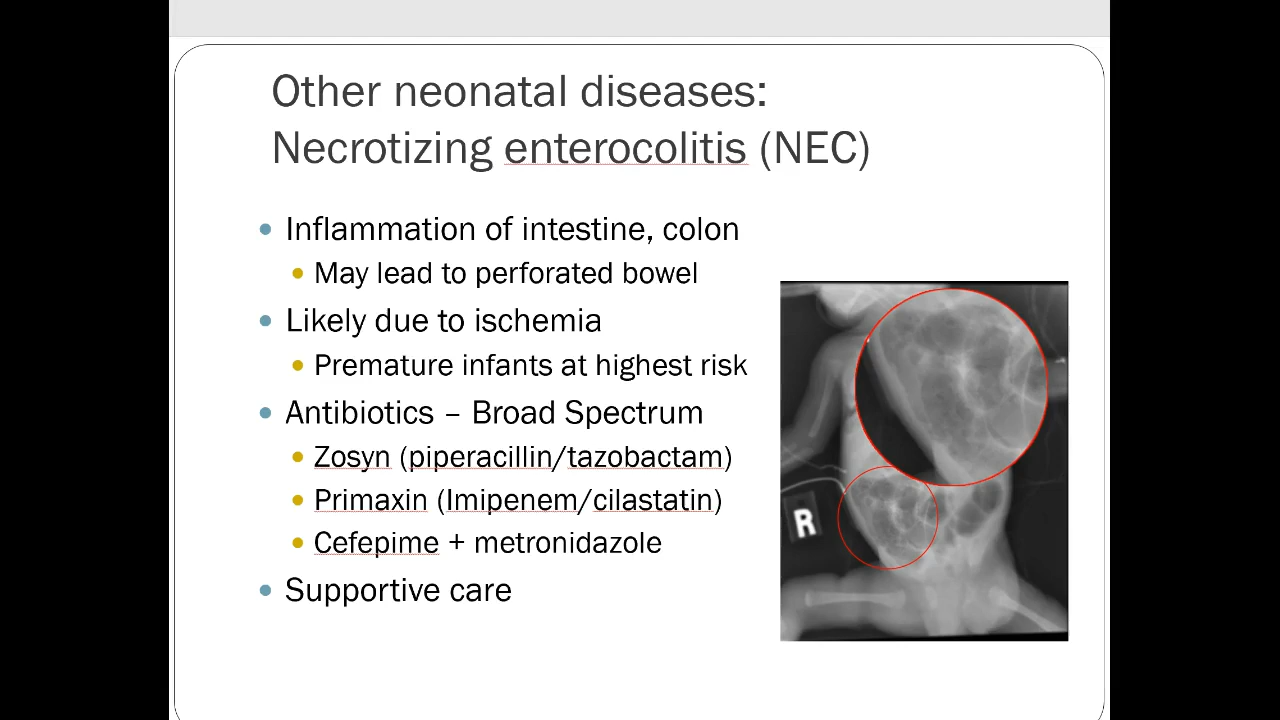 Other neonatal diseases:
Necrotizing enterocolitis (NEC)
Inflammation of intestine, colon
May lead to perforated bowel
Likely due to ischemia
Premature infants at highest risk
Antibiotics – Broad Spectrum
Zosyn (piperacillin/tazobactam)
Primaxin (Imipenem/cilastatin)
Cefepime + metronidazole
Supportive care
R